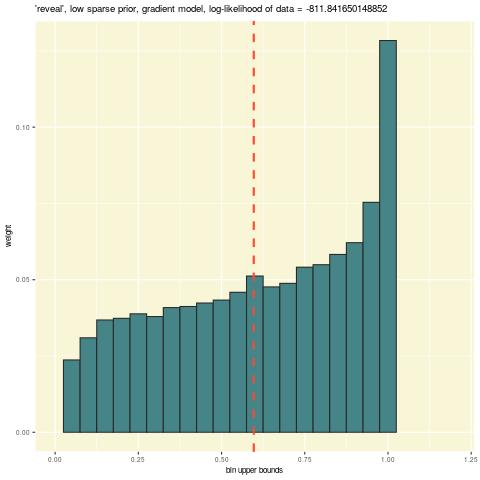 'reveal', low sparse prior, gradient model, log-likelihood of data = -811.841650148852
0.10
0.05
0.00
weight
0.00 0.25 0.50 0.75 1.00 1.25
bin upper bounds